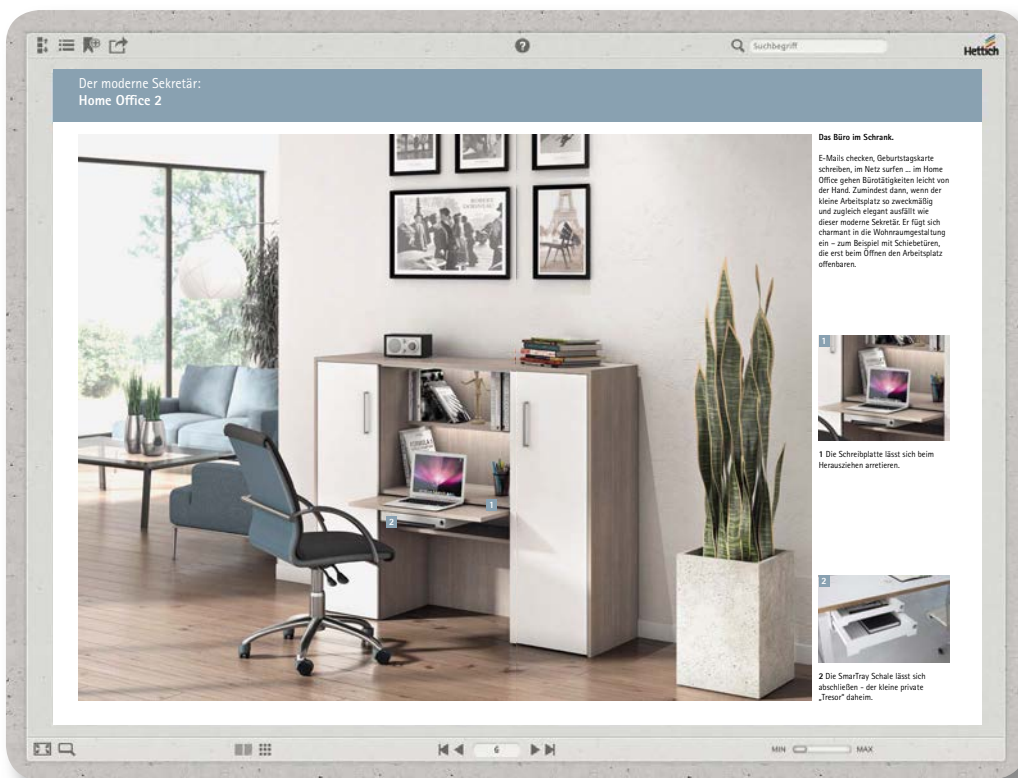 Suchbegriff
Hettich
Der moderne Sekretär:
Home Office 2
Das Büro im Schrank.
E-Mails checken, Geburtstagskarte
schreiben, im Netz surfen ... im Home
Office gehen Bürotätigkeiten leicht von
der Hand. Zumindest dann, wenn der
kleine Arbeitsplatz so zweckmäßig
und zugleich elegant ausfällt wie
dieser moderne Sekretär. Er fügt sich
charmant in die Wohnraumgestaltung
ein – zum Beispiel mit Schiebetüren,
die erst beim Öffnen den Arbeitsplatz
offenbaren.
1
1 Die Schreibplatte lässt sich beim
Herausziehen arretieren.
1
2
2
2 Die SmarTray Schale lässt sich
abschließen – der kleine private
„Tresor“ daheim.
6
MIN
MAX